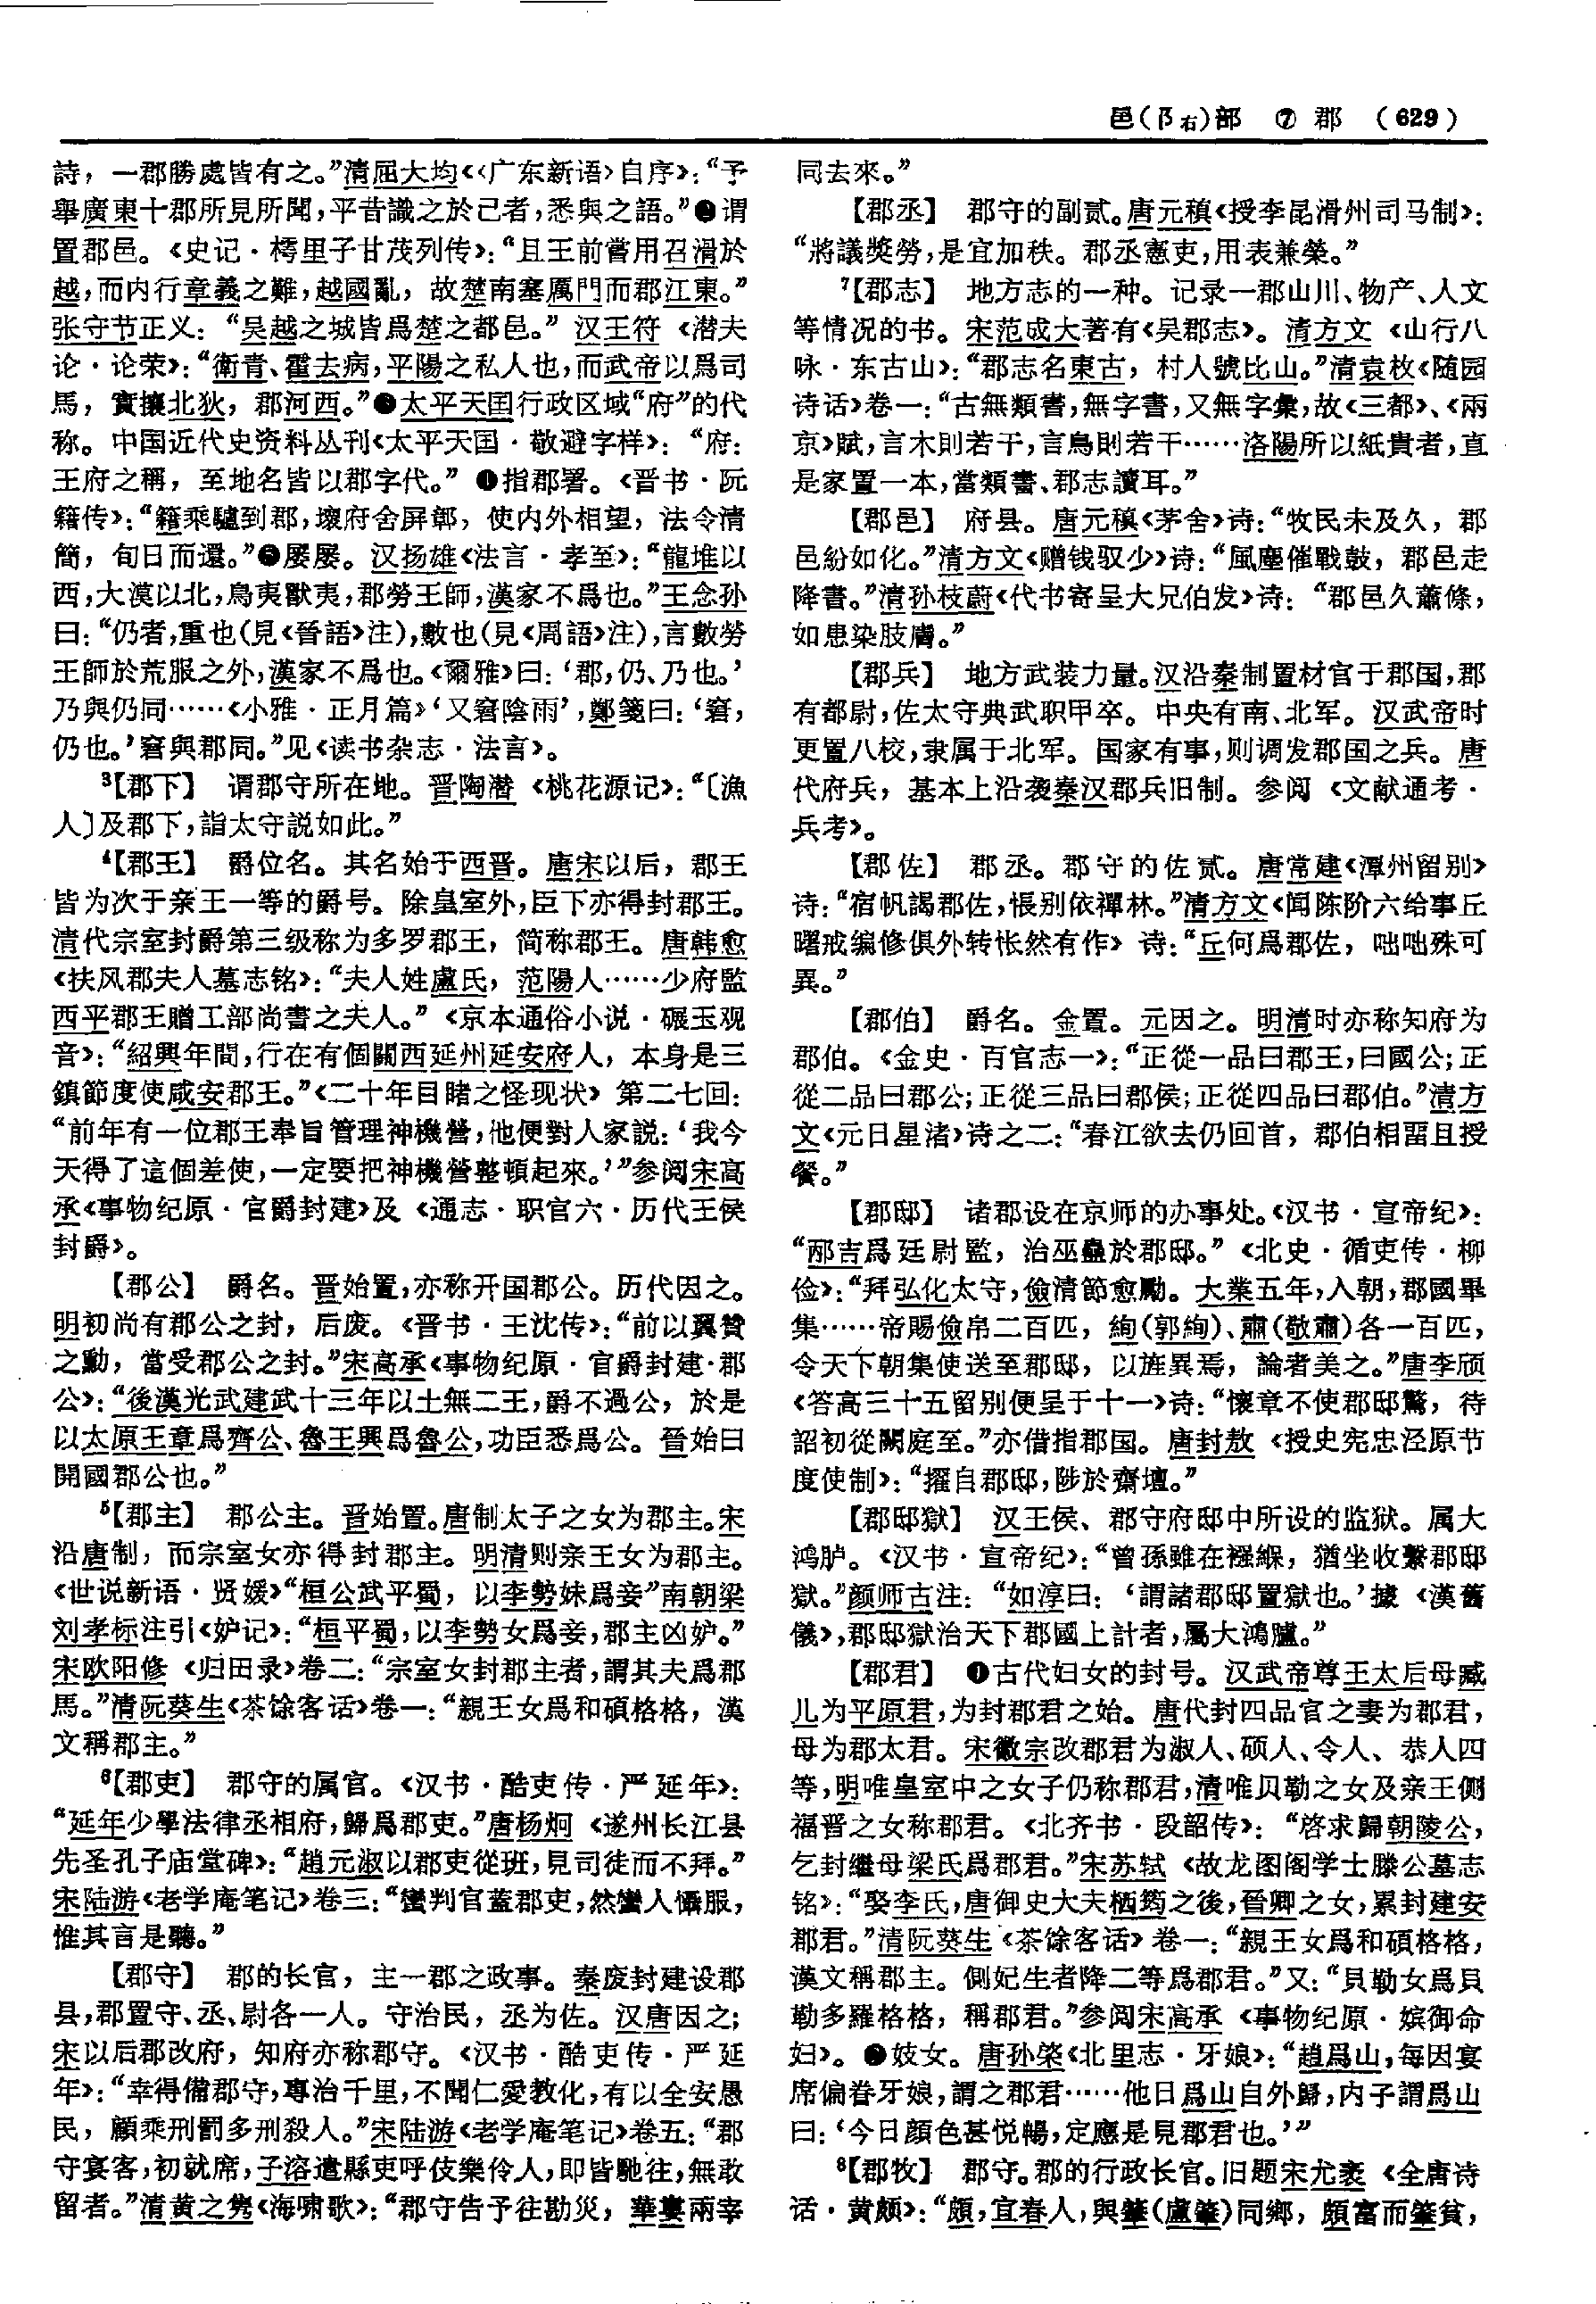 邑(阝右)部 ⑦ 郡 (629)
詩，一郡勝處皆有之。”清屈大均《〈广东新语〉自序》：“予
舉廣東十郡所見所聞，平昔識之於己者，悉與之語。”❷谓
置郡邑。《史记·樗里子甘茂列传》：“且王前嘗用召滑於
越，而内行章義之難，越國亂，故楚南塞厲門而郡江東。”
张守节正义：“吴越之城皆爲楚之都邑。”汉王符《潜夫
论·论荣》：“衛青、霍去病，平陽之私人也，而武帝以爲司
馬，實攘北狄，郡河西。”❸太平天囯行政区域“府”的代
称。中国近代史资料丛刊《太平天国·敬避字样》：“府：
王府之稱，至地名皆以郡字代。”❹指郡署。《晋书·阮
籍传》：“籍乘驢到郡，壞府舍屏鄣，使内外相望，法令清
簡，旬日而還。”❺屡屡。汉扬雄《法言·孝至》：“龍堆以
西，大漠以北，鳥夷獸夷，郡勞王師，漢家不爲也。”王念孙
曰：“仍者，重也(見《晉語》注)，數也(見《周語》注)，言數勞
王師於荒服之外，漢家不爲也。《爾雅》曰：‘郡，仍、乃也。’
乃與仍同……《小雅·正月篇》‘又窘陰雨’，鄭箋曰：‘窘，
仍也。’窘與郡同。”见《读书杂志·法言》。
³【郡下】 谓郡守所在地。晋陶潜《桃花源记》：“〔漁
人〕及郡下，詣太守説如此。”
⁴【郡王】 爵位名。其名始于西晋。唐宋以后，郡王
皆为次于亲王一等的爵号。除皇室外，臣下亦得封郡王。
清代宗室封爵第三级称为多罗郡王，简称郡王。唐韩愈
《扶风郡夫人墓志铭》：“夫人姓盧氏，范陽人……少府監
西平郡王贈工部尚書之夫人。”《京本通俗小说·碾玉观
音》：“紹興年間，行在有個關西延州延安府人，本身是三
鎮節度使咸安郡王。”《二十年目睹之怪现状》第二七回：
“前年有一位郡王奉旨管理神機營，他便對人家説：‘我今
天得了這個差使，一定要把神機營整頓起來。’”参阅宋高
承《事物纪原·官爵封建》及《通志·职官六·历代王侯
封爵》。
【郡公】 爵名。晋始置，亦称开国郡公。历代因之。
明初尚有郡公之封，后废。《晋书·王沈传》：“前以翼贊
之勳，當受郡公之封。”宋高承《事物纪原·官爵封建·郡
公》：“後漢光武建武十三年以土無二王，爵不過公，於是
以太原王章爲齊公、魯王興爲魯公，功臣悉爲公。晉始曰
開國郡公也。”
⁵【郡主】 郡公主。晋始置。唐制太子之女为郡主。宋
沿唐制，而宗室女亦得封郡主。明清则亲王女为郡主。
《世说新语·贤媛》“桓公武平蜀，以李勢妹爲妾”南朝梁
刘孝标注引《妒记》：“桓平蜀，以李勢女爲妾，郡主凶妒。”
宋欧阳修《归田录》卷二：“宗室女封郡主者，謂其夫爲郡
馬。”清阮葵生《茶馀客话》卷一：“親王女爲和碩格格，漢
文稱郡主。”
⁶【郡吏】 郡守的属官。《汉书·酷吏传·严延年》：
“延年少學法律丞相府，歸爲郡吏。”唐杨炯《遂州长江县
先圣孔子庙堂碑》：“趙元淑以郡吏從班，見司徒而不拜。”
宋陆游《老学庵笔记》卷三：“蠻判官蓋郡吏，然蠻人懾服，
惟其言是聽。”
【郡守】 郡的长官，主一郡之政事。秦废封建设郡
县，郡置守、丞、尉各一人。守治民，丞为佐。汉唐因之；
宋以后郡改府，知府亦称郡守。《汉书·酷吏传·严延
年》：“幸得備郡守，專治千里，不聞仁愛教化，有以全安愚
民，顧乘刑罰多刑殺人。”宋陆游《老学庵笔记》卷五：“郡
守宴客，初就席，子溶遣縣吏呼伎樂伶人，即皆馳往，無敢
留者。”清黄之隽《海啸歌》：“郡守告予往勘災，華婁兩宰
同去來。”
【郡丞】 郡守的副贰。唐元稹《授李昆滑州司马制》：
“將議獎勞，是宜加秩。郡丞憲吏，用表兼榮。”
⁷【郡志】 地方志的一种。记录一郡山川、物产、人文
等情况的书。宋范成大著有《吴郡志》。清方文《山行八
咏·东古山》：“郡志名東古，村人號比山。”清袁枚《随园
诗话》卷一：“古無類書，無字書，又無字彙，故《三都》、《兩
京》賦，言木則若干，言鳥則若干……洛陽所以紙貴者，直
是家置一本，當類書、郡志讀耳。”
【郡邑】 府县。唐元稹《茅舍》诗：“牧民未及久，郡
邑紛如化。”清方文《赠钱驭少》诗：“風塵催戰鼓，郡邑走
降書。”清孙枝蔚《代书寄呈大兄伯发》诗：“郡邑久蕭條，
如患染肢膚。”
【郡兵】 地方武装力量。汉沿秦制置材官于郡国，郡
有都尉，佐太守典武职甲卒。中央有南、北军。汉武帝时
更置八校，隶属于北军。国家有事，则调发郡国之兵。唐
代府兵，基本上沿袭秦汉郡兵旧制。参阅《文献通考·
兵考》。
【郡佐】 郡丞。郡守的佐贰。唐常建《潭州留别》
诗：“宿帆謁郡佐，悵别依禪林。”清方文《闻陈阶六给事丘
曙戒编修俱外转怅然有作》诗：“丘何爲郡佐，咄咄殊可
異。”
【郡伯】 爵名。金置。元因之。明清时亦称知府为
郡伯。《金史·百官志一》：“正從一品曰郡王，曰國公；正
從二品曰郡公；正從三品曰郡侯；正從四品曰郡伯。”清方
文《元日星渚》诗之二：“春江欲去仍回首，郡伯相留且授
餐。”
【郡邸】 诸郡设在京师的办事处。《汉书·宣帝纪》：
“邴吉爲廷尉監，治巫蠱於郡邸。”《北史·循吏传·柳
俭》：“拜弘化太守，儉清節愈勵。大業五年，入朝，郡國畢
集……帝賜儉帛二百匹，絢(郭絢)、肅(敬肅)各一百匹，
令天下朝集使送至郡邸，以旌異焉，論者美之。”唐李颀
《答高三十五留别便呈于十一》诗：“懷章不使郡邸驚，待
詔初從闕庭至。”亦借指郡国。唐封敖《授史宪忠泾原节
度使制》：“擢自郡邸，陟於齋壇。”
【郡邸獄】 汉王侯、郡守府邸中所设的监狱。属大
鸿胪。《汉书·宣帝纪》：“曾孫雖在襁緥，猶坐收繫郡邸
獄。”颜师古注：“如淳曰：‘謂諸郡邸置獄也。’據《漢舊
儀》，郡邸獄治天下郡國上計者，屬大鴻臚。”
【郡君】 ❶古代妇女的封号。汉武帝尊王太后母臧
儿为平原君，为封郡君之始。唐代封四品官之妻为郡君，
母为郡太君。宋徽宗改郡君为淑人、硕人、令人、恭人四
等，明唯皇室中之女子仍称郡君，清唯贝勒之女及亲王侧
福晋之女称郡君。《北齐书·段韶传》：“啓求歸朝陵公，
乞封繼母梁氏爲郡君。”宋苏轼《故龙图阁学士滕公墓志
铭》：“娶李氏，唐御史大夫栖筠之後，晉卿之女，累封建安
郡君。”清阮葵生《茶馀客话》卷一：“親王女爲和碩格格，
漢文稱郡主。側妃生者降二等爲郡君。”又：“貝勒女爲貝
勒多羅格格，稱郡君。”参阅宋高承《事物纪原·嫔御命
妇》。❷妓女。唐孙棨《北里志·牙娘》：“趙爲山，每因宴
席偏眷牙娘，謂之郡君……他日爲山自外歸，内子謂爲山
曰：‘今日顔色甚悦暢，定應是見郡君也。’”
⁸【郡牧】 郡守。郡的行政长官。旧题宋尤袤《全唐诗
话·黄颇》：“頗，宜春人，與肇(盧肇)同鄉，頗富而肇貧，